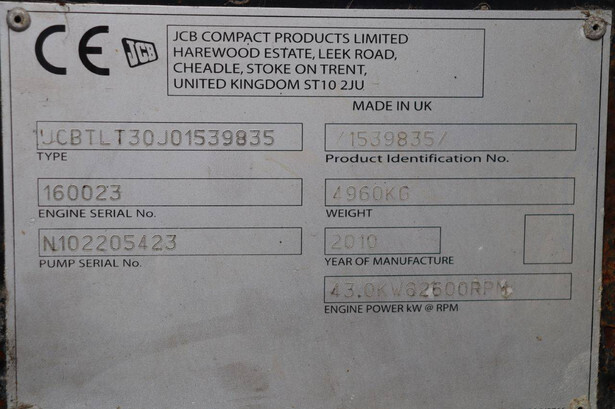 CE
JCB
JCB COMPACT PRODUCTS LIMITED
HAREWOOD ESTATE, LEEK ROAD,
CHEADLE, STOKE ON TRENT,
UNITED KINGDOM ST10 2JU
MADE IN UK
JCBTLT30J01539835
TYPE
/1539835/
Product Identification No.
160023
ENGINE SERIAL No.
4960KG
WEIGHT
N102205423
PUMP SERIAL No.
2010
YEAR OF MANUFACTURE
43.0KW@2600RPM
ENGINE POWER kW @ RPM